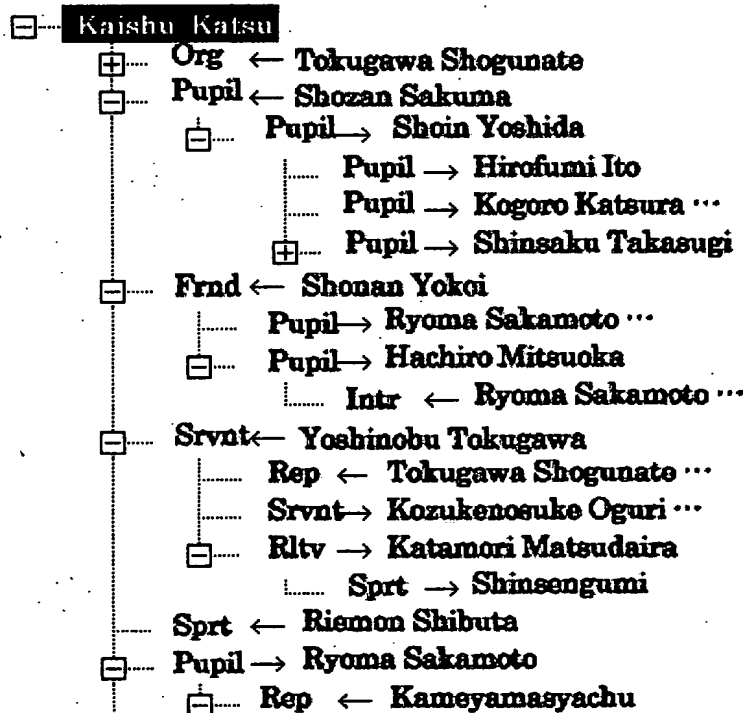 Kaishu Katsu
Org ← Tokugawa Shogunate
Pupil ← Shozan Sakuma
Pupil → Shoin Yoshida
Pupil → Hirofumi Ito
Pupil → Kogoro Katsura ⋯
Pupil → Shinsaku Takasugi
Frnd ← Shonan Yokoi
Pupil → Ryoma Sakamoto ⋯
Pupil → Hachiro Mitsuoka
Intr ← Ryoma Sakamoto ⋯
Srvnt ← Yoshinobu Tokugawa
Rep ← Tokugawa Shogunate ⋯
Srvnt → Kozukenosuke Oguri ⋯
Rltv → Katamori Matsudaira
Sprt → Shinsengumi
Sprt ← Riemon Shibuta
Pupil → Ryoma Sakamoto
Rep ← Kameyamasyachu